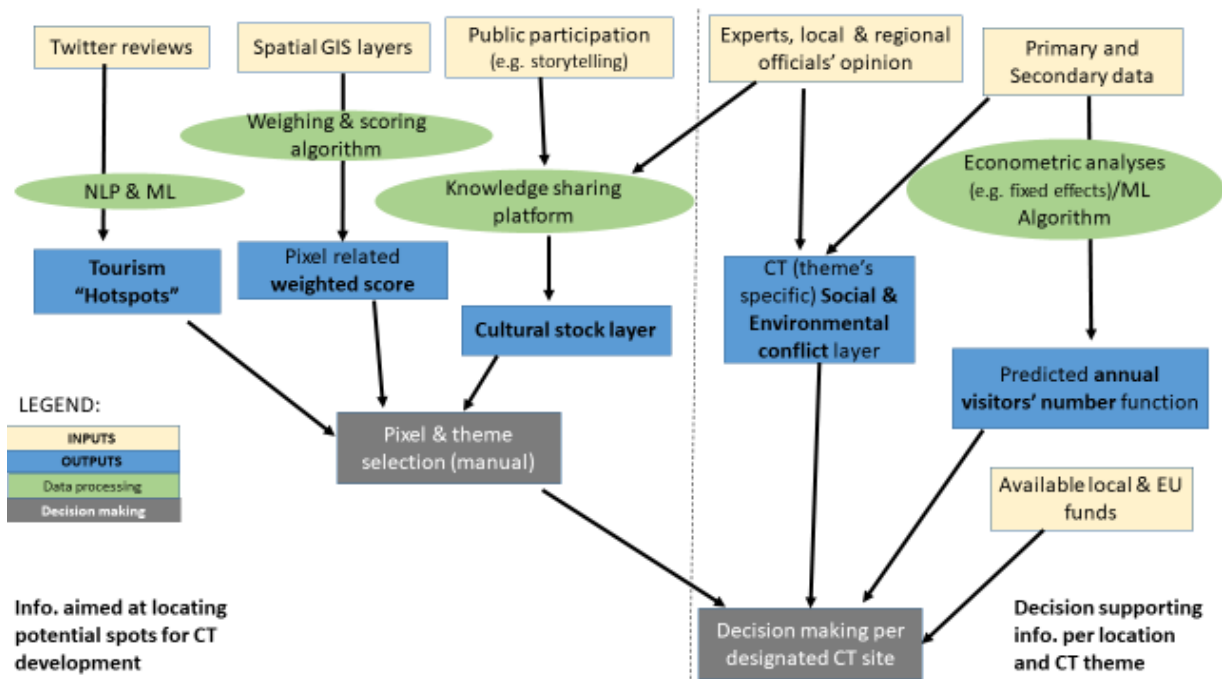 Twitter reviews
Spatial GIS layers
Public participation
(e.g. storytelling)
Experts, local & regional
officials' opinion
Primary and
Secondary data
Weighing & scoring
algorithm
NLP & ML
Knowledge sharing
platform
Econometric analyses
(e.g. fixed effects)/ML
Algorithm
Tourism
"Hotspots"
Pixel related
weighted score
Cultural stock layer
CT (theme's
specific) Social &
Environmental
conflict layer
Predicted annual
visitors' number function
LEGEND:
INPUTS
OUTPUTS
Data processing
Decision making
Pixel & theme
selection (manual)
Available local & EU
funds
Info. aimed at locating
potential spots for CT
development
Decision making per
designated CT site
Decision supporting
info. per location
and CT theme